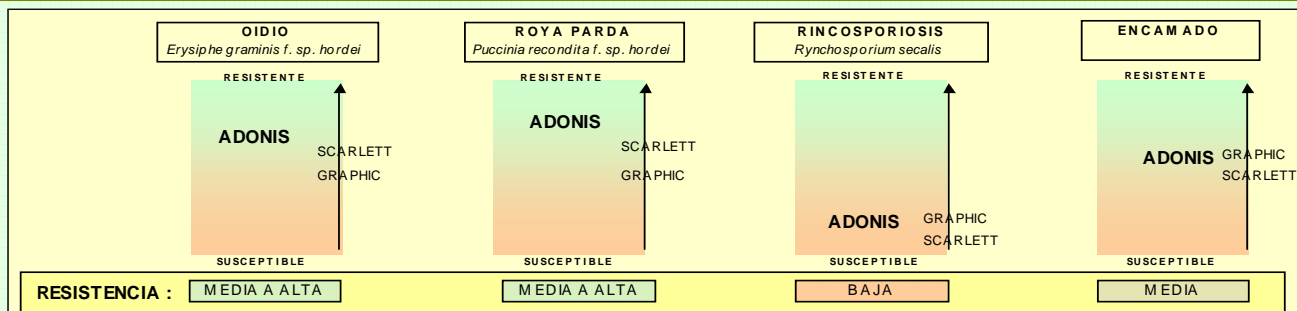 OIDIO
Erysiphe graminis f. sp. hordei
RESISTENTE
ADONIS
SCARLETT
GRAPHIC
SUSCEPTIBLE
ROYA PARDA
Puccinia recondita f. sp. hordei
RESISTENTE
ADONIS
SCARLETT
GRAPHIC
SUSCEPTIBLE
RINCOSPORIOSIS
Rynchosporium secalis
RESISTENTE
ADONIS
GRAPHIC
SCARLETT
SUSCEPTIBLE
ENCAMADO
RESISTENTE
ADONIS
GRAPHIC
SCARLETT
SUSCEPTIBLE
RESISTENCIA : MEDIA A ALTA MEDIA A ALTA BAJA MEDIA